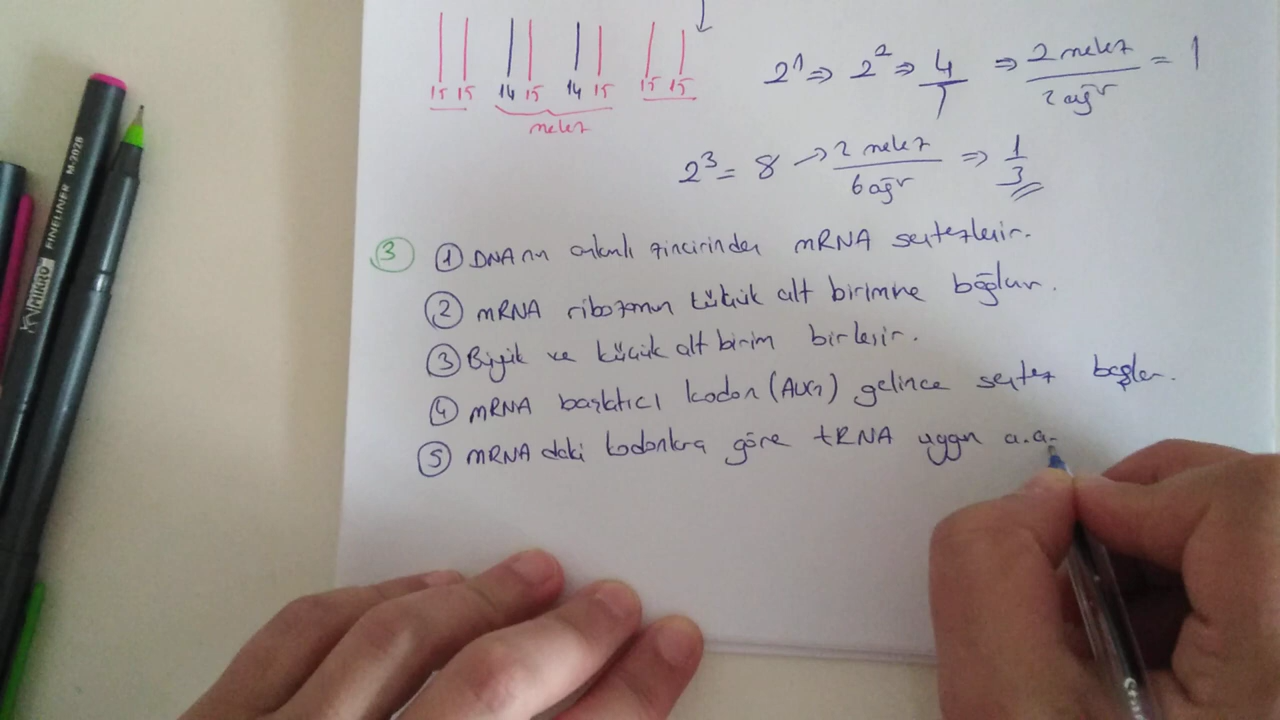 15 15 14 15 14 15 15 15
melez
2¹ ⇒ 2² ⇒ 4 ⇒ 2 melez / 2 ağır = 1
2³ = 8 → 2 melez / 6 ağır ⇒ 1/3
3 1 DNA nın anlamlı zincirinden mRNA sentezlenir.
2 mRNA ribozomun küçük alt birimine bağlanır.
3 Büyük ve küçük alt birim birleşir.
4 mRNA başlatıcı kodon (AUG) gelince sentez başlar.
5 mRNA daki kodonlara göre tRNA uygun a.a.
KYMIKRO FINELINER M-2028